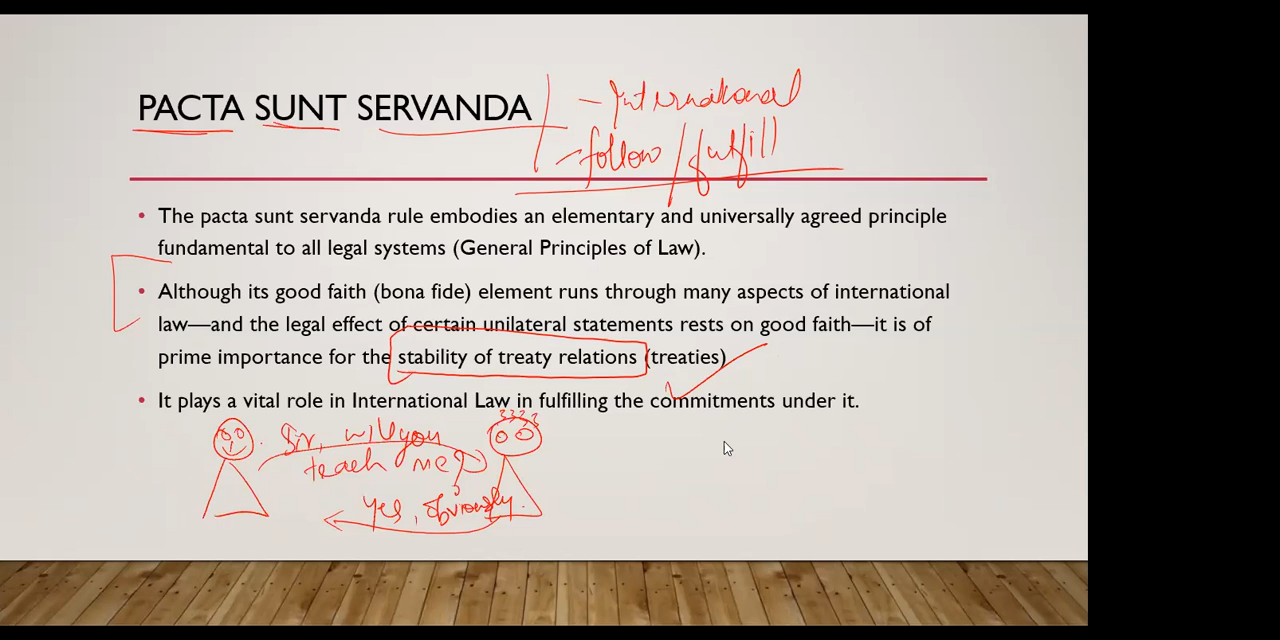 PACTA SUNT SERVANDA
- International
- follow / fulfill
• The pacta sunt servanda rule embodies an elementary and universally agreed principle
fundamental to all legal systems (General Principles of Law).
• Although its good faith (bona fide) element runs through many aspects of international
law—and the legal effect of certain unilateral statements rests on good faith—it is of
prime importance for the stability of treaty relations (treaties)
• It plays a vital role in International Law in fulfilling the commitments under it.
Sir, will you
teach me?
Yes, obviously.